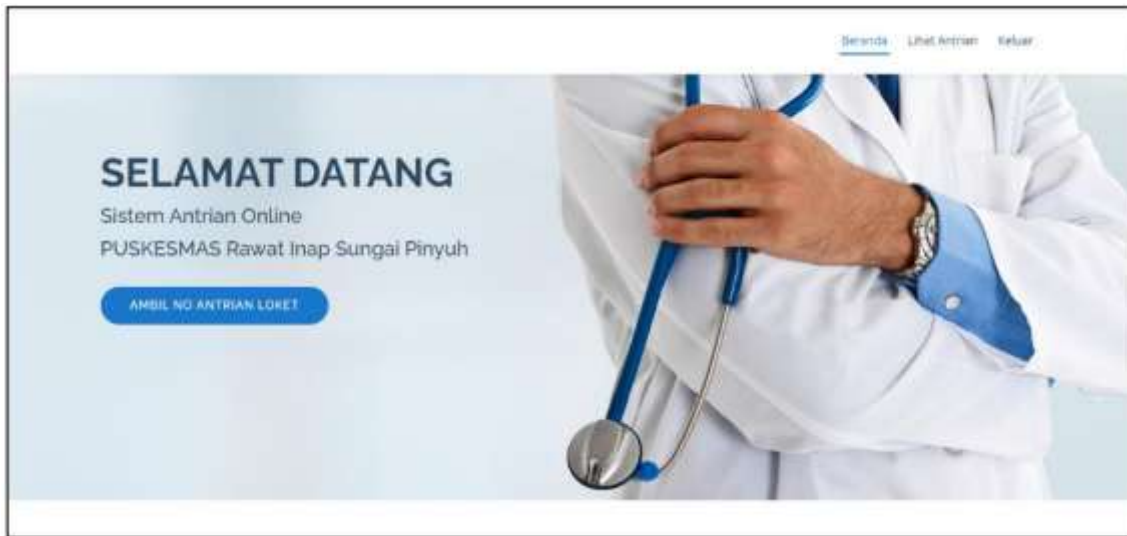 Beranda Lihat Antrian Keluar
SELAMAT DATANG
Sistem Antrian Online
PUSKESMAS Rawat Inap Sungai Pinyuh
AMBIL NO ANTRIAN LOKET